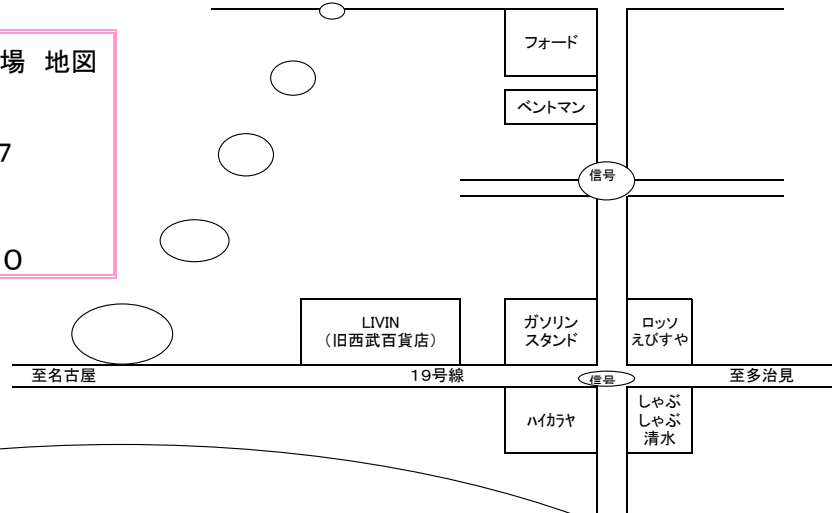 場 地図
7
0
フォード
ベントマン
信号
LIVIN
（旧西武百貨店）
ガソリン
スタンド
ロッソ
えびすや
至名古屋
19号線
信号
至多治見
ハイカラヤ
しゃぶ
しゃぶ
清水